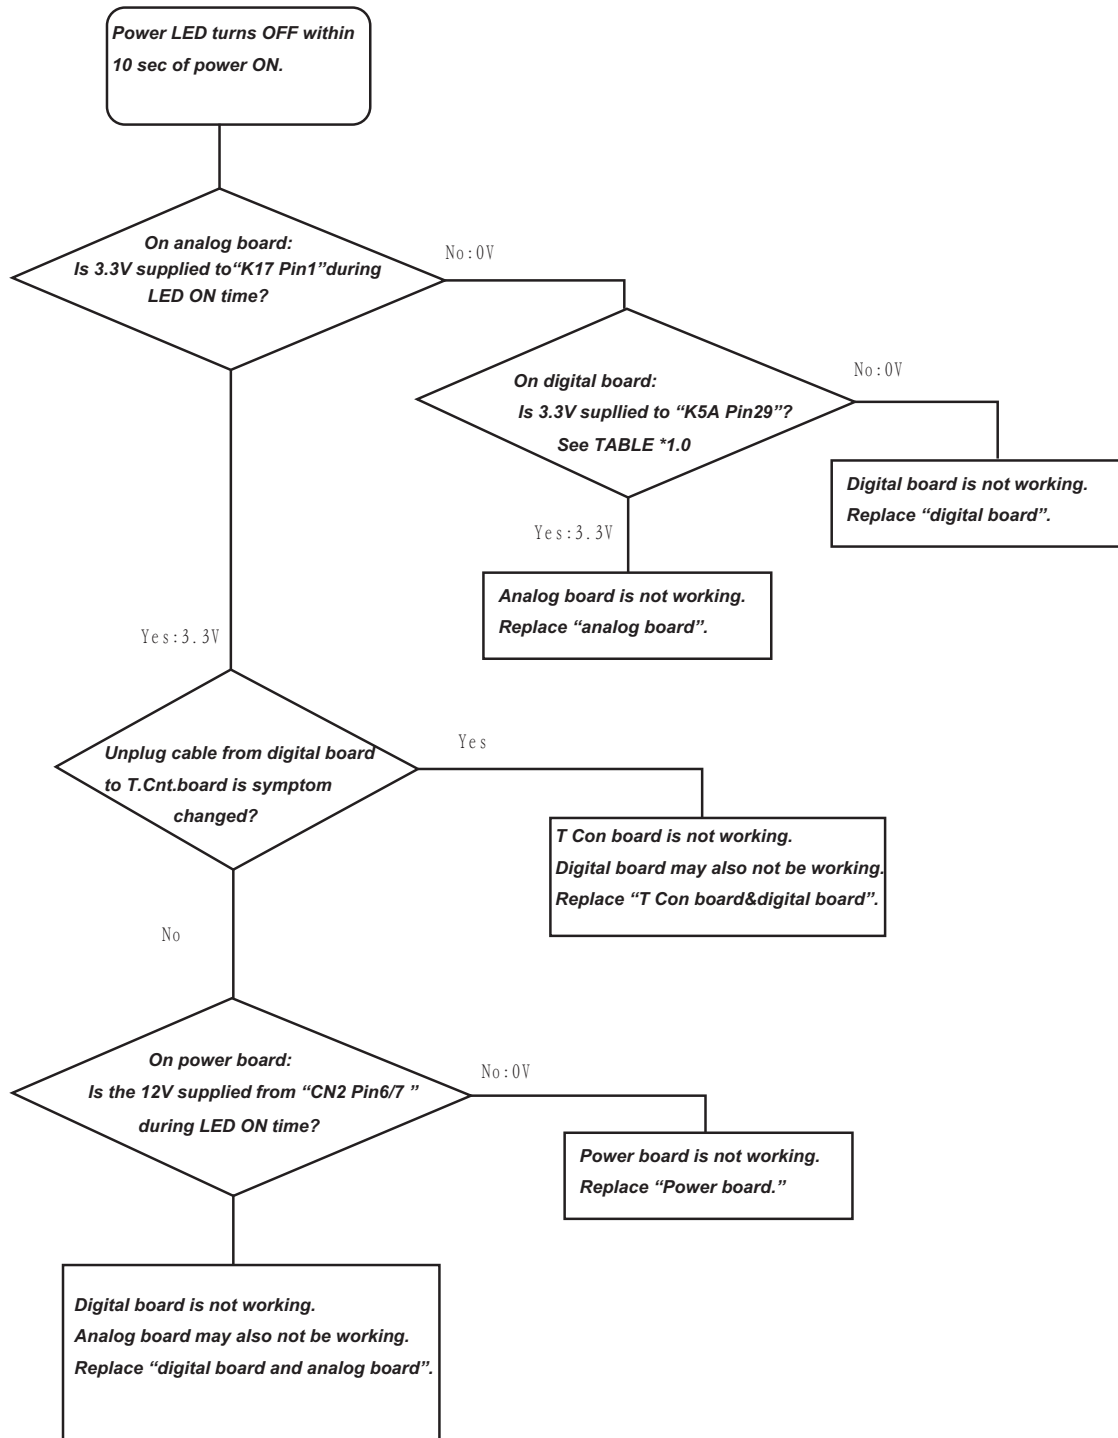 Power LED turns OFF within
10 sec of power ON.
On analog board:
Is 3.3V supplied to“K17 Pin1”during
LED ON time?
No:0V
On digital board:
Is 3.3V supllied to “K5A Pin29”?
See TABLE *1.0
No:0V
Digital board is not working.
Replace “digital board”.
Yes:3.3V
Analog board is not working.
Replace “analog board”.
Yes:3.3V
Unplug cable from digital board
to T.Cnt.board is symptom
changed?
Yes
T Con board is not working.
Digital board may also not be working.
Replace “T Con board&digital board”.
No
On power board:
Is the 12V supplied from “CN2 Pin6/7 ”
during LED ON time?
No:0V
Power board is not working.
Replace “Power board.”
Digital board is not working.
Analog board may also not be working.
Replace “digital board and analog board”.